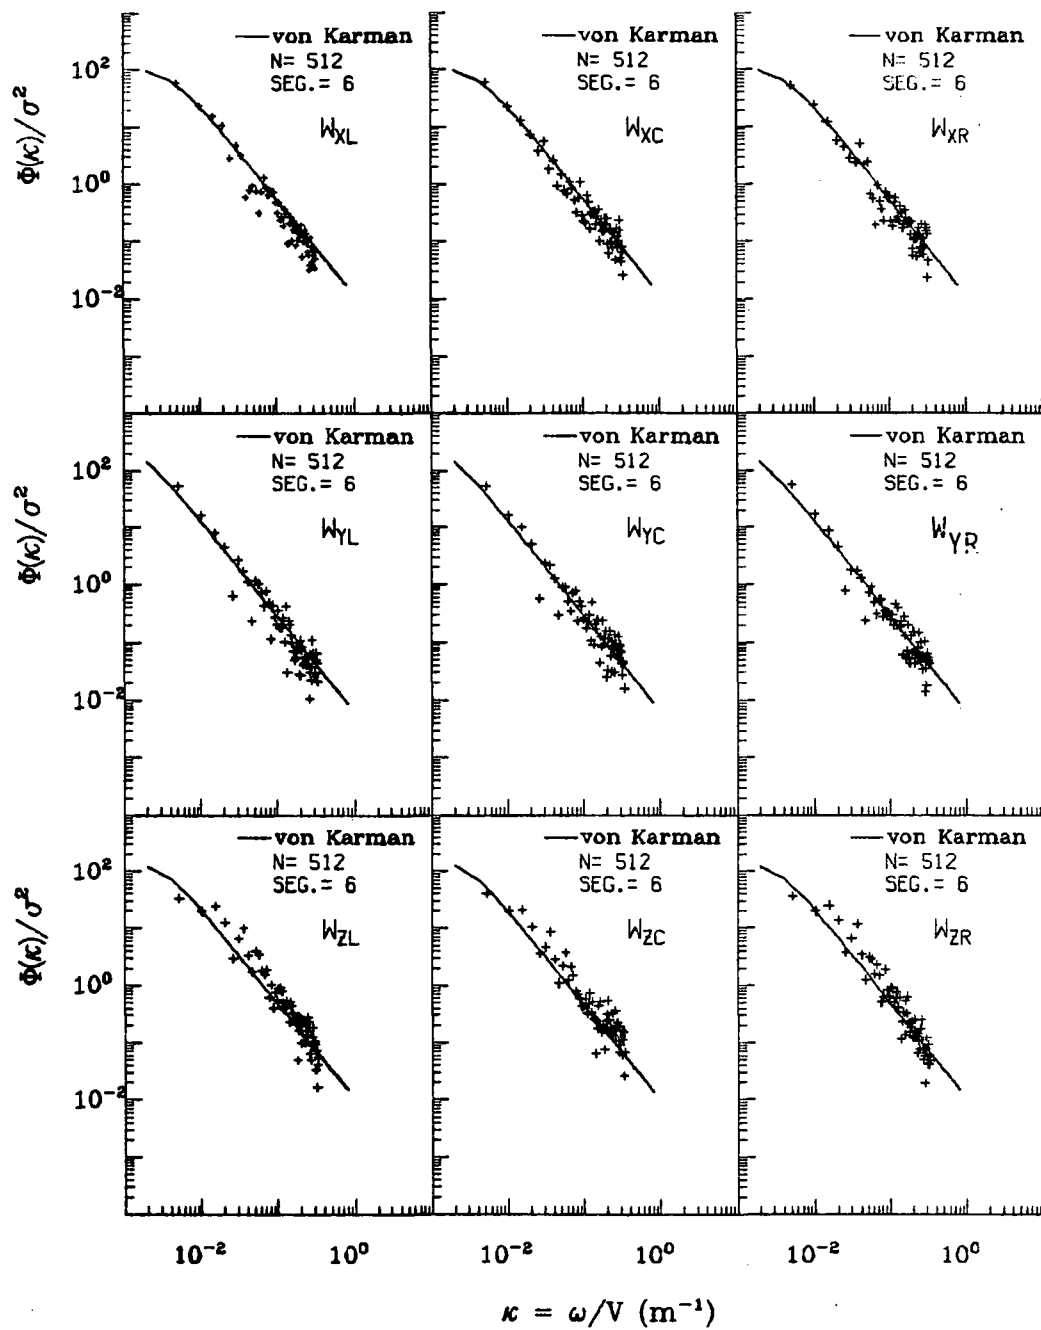 von Karman
N= 512
SEG.= 6
W_XL
von Karman
N= 512
SEG.= 6
W_XC
von Karman
N= 512
SEG.= 6
W_XR
Φ(κ)/σ²
10²
10⁰
10⁻²
von Karman
N= 512
SEG.= 6
W_YL
von Karman
N= 512
SEG.= 6
W_YC
von Karman
N= 512
SEG.= 6
W_YR
Φ(κ)/σ²
10²
10⁰
10⁻²
von Karman
N= 512
SEG.= 6
W_ZL
von Karman
N= 512
SEG.= 6
W_ZC
von Karman
N= 512
SEG.= 6
W_ZR
Φ(κ)/σ²
10²
10⁰
10⁻²
10⁻² 10⁰ 10⁻² 10⁰ 10⁻² 10⁰
κ = ω/V (m⁻¹)